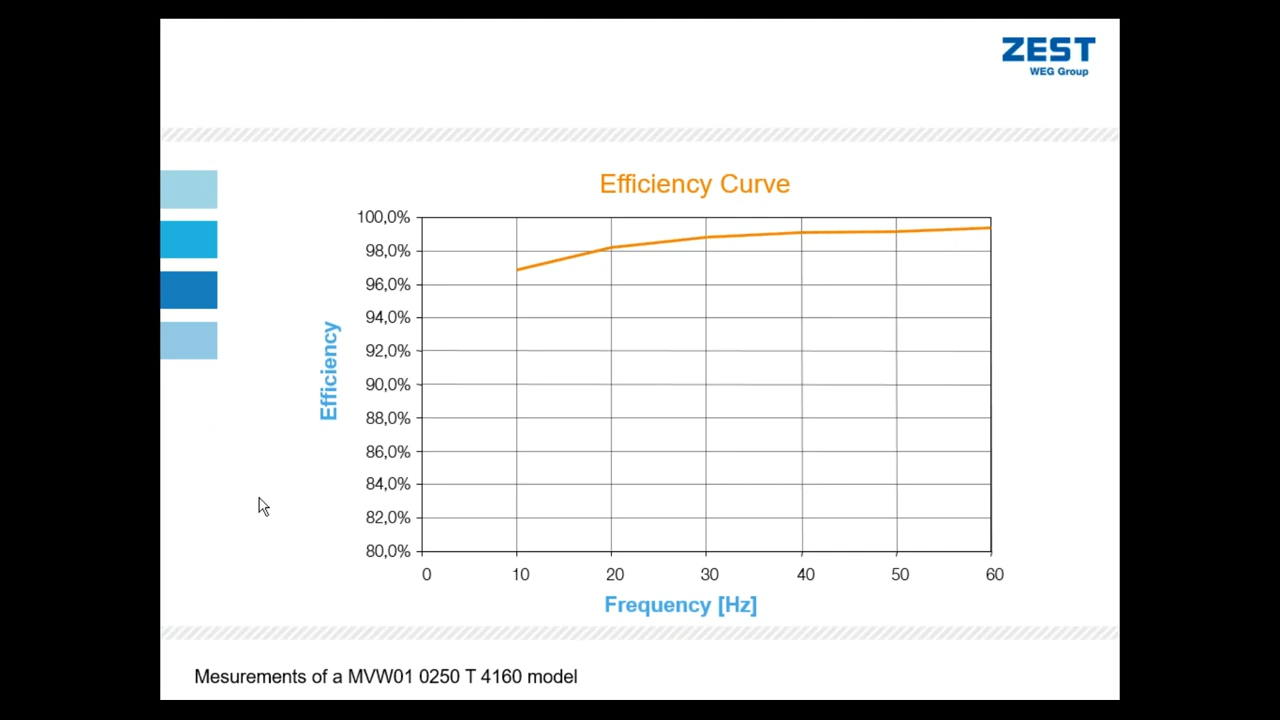 ZEST
WEG Group
Efficiency Curve
100,0%
98,0%
96,0%
94,0%
92,0%
90,0%
88,0%
86,0%
84,0%
82,0%
80,0%
Efficiency
0 10 20 30 40 50 60
Frequency [Hz]
Mesurements of a MVW01 0250 T 4160 model